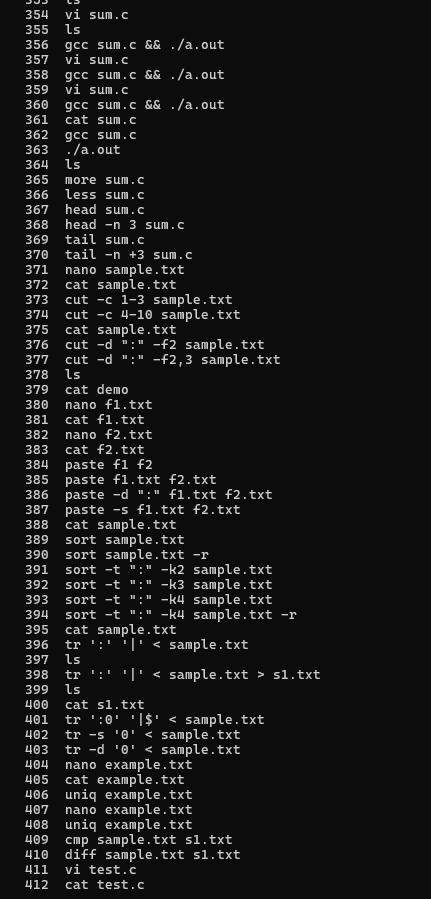 353 ls
354 vi sum.c
355 ls
356 gcc sum.c && ./a.out
357 vi sum.c
358 gcc sum.c && ./a.out
359 vi sum.c
360 gcc sum.c && ./a.out
361 cat sum.c
362 gcc sum.c
363 ./a.out
364 ls
365 more sum.c
366 less sum.c
367 head sum.c
368 head -n 3 sum.c
369 tail sum.c
370 tail -n +3 sum.c
371 nano sample.txt
372 cat sample.txt
373 cut -c 1-3 sample.txt
374 cut -c 4-10 sample.txt
375 cat sample.txt
376 cut -d ":" -f2 sample.txt
377 cut -d ":" -f2,3 sample.txt
378 ls
379 cat demo
380 nano f1.txt
381 cat f1.txt
382 nano f2.txt
383 cat f2.txt
384 paste f1 f2
385 paste f1.txt f2.txt
386 paste -d ":" f1.txt f2.txt
387 paste -s f1.txt f2.txt
388 cat sample.txt
389 sort sample.txt
390 sort sample.txt -r
391 sort -t ":" -k2 sample.txt
392 sort -t ":" -k3 sample.txt
393 sort -t ":" -k4 sample.txt
394 sort -t ":" -k4 sample.txt -r
395 cat sample.txt
396 tr ':' '|' < sample.txt
397 ls
398 tr ':' '|' < sample.txt > s1.txt
399 ls
400 cat s1.txt
401 tr ':0' '|$' < sample.txt
402 tr -s '0' < sample.txt
403 tr -d '0' < sample.txt
404 nano example.txt
405 cat example.txt
406 uniq example.txt
407 nano example.txt
408 uniq example.txt
409 cmp sample.txt s1.txt
410 diff sample.txt s1.txt
411 vi test.c
412 cat test.c